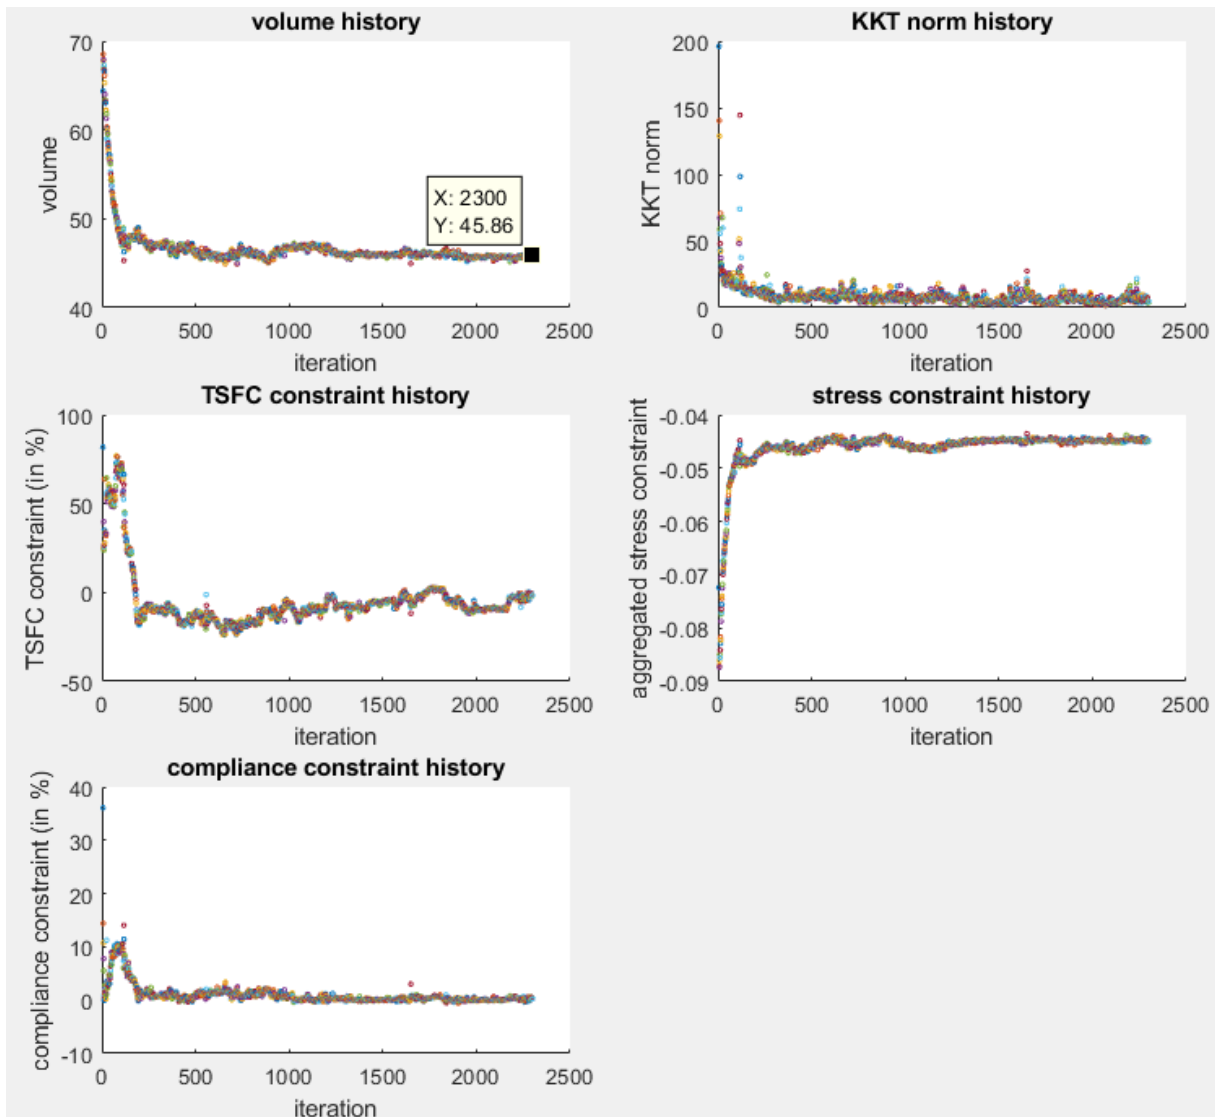 volume history
70
60
50
40
volume
X: 2300
Y: 45.86
0 500 1000 1500 2000 2500
iteration
KKT norm history
200
150
100
50
0
KKT norm
0 500 1000 1500 2000 2500
iteration
TSFC constraint history
100
50
0
-50
TSFC constraint (in %)
0 500 1000 1500 2000 2500
iteration
stress constraint history
-0.04
-0.05
-0.06
-0.07
-0.08
-0.09
aggregated stress constraint
0 500 1000 1500 2000 2500
iteration
compliance constraint history
40
30
20
10
0
-10
compliance constraint (in %)
0 500 1000 1500 2000 2500
iteration